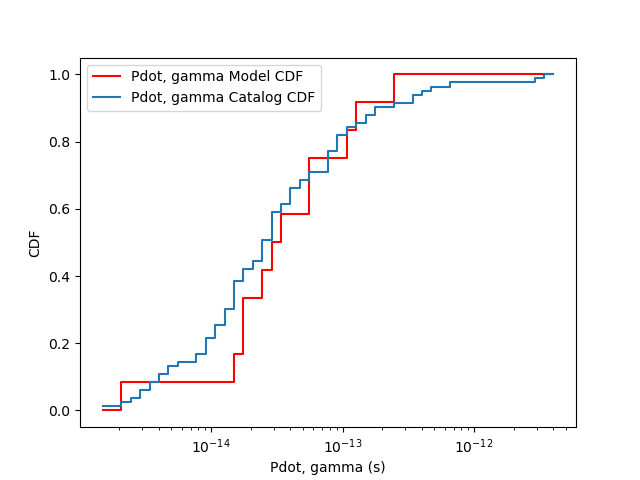 Pdot, gamma Model CDF
Pdot, gamma Catalog CDF
1.0
0.8
0.6
0.4
0.2
0.0
CDF
10⁻¹⁴ 10⁻¹³ 10⁻¹²
Pdot, gamma (s)